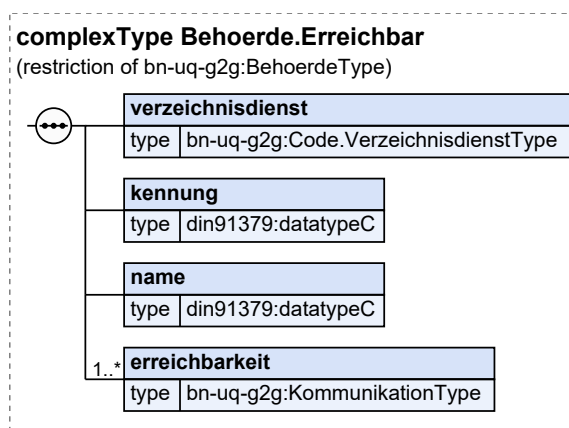 complexType Behoerde.Erreichbar
(restriction of bn-uq-g2g:BehoerdeType)
verzeichnisdienst
type bn-uq-g2g:Code.VerzeichnisdienstType
kennung
type din91379:datatypeC
name
type din91379:datatypeC
1..* erreichbarkeit
type bn-uq-g2g:KommunikationType